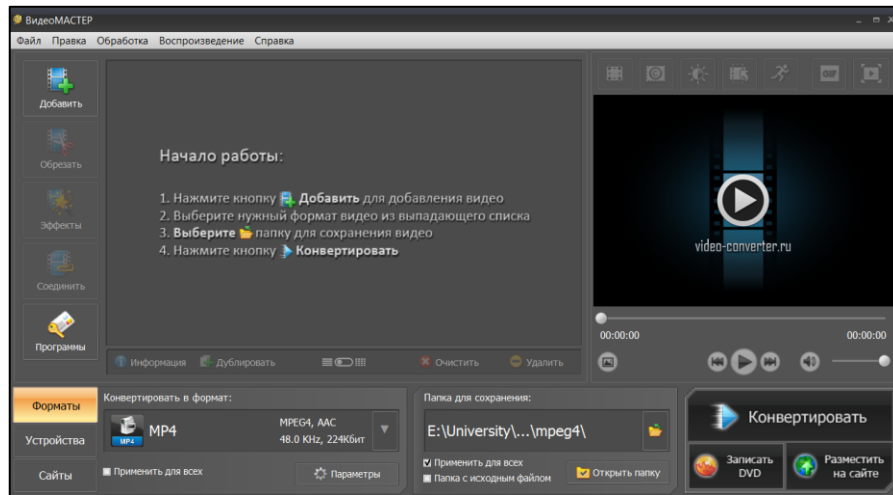 ВидеоМАСТЕР
Файл Правка Обработка Воспроизведение Справка
Добавить
Обрезать
Эффекты
Соединить
Программы
Начало работы:
1. Нажмите кнопку Добавить для добавления видео
2. Выберите нужный формат видео из выпадающего списка
3. Выберите папку для сохранения видео
4. Нажмите кнопку Конвертировать
Информация Дублировать Очистить Удалить
GIF
video-converter.ru
00:00:00 00:00:00
Форматы
Устройства
Сайты
Конвертировать в формат:
MP4
MP4
MPEG4, AAC
48.0 KHz, 224Кбит
Применить для всех
Параметры
Папка для сохранения:
E:\University\...\mpeg4\
Применить для всех
Папка с исходным файлом
Открыть папку
Конвертировать
Записать
DVD
Разместить
на сайте